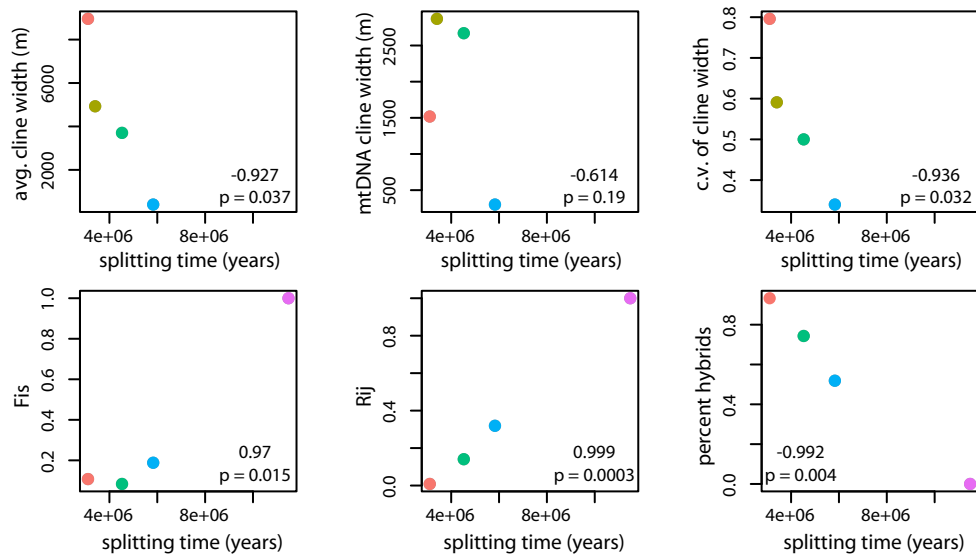 avg. cline width (m)
2000
6000
-0.927
p = 0.037
4e+06
8e+06
splitting time (years)
mtDNA cline width (m)
500
1500
2500
-0.614
p = 0.19
4e+06
8e+06
splitting time (years)
c.v. of cline width
0.4
0.5
0.6
0.7
0.8
-0.936
p = 0.032
4e+06
8e+06
splitting time (years)
Fis
0.2
0.4
0.6
0.8
1.0
0.97
p = 0.015
4e+06
8e+06
splitting time (years)
Rij
0.0
0.4
0.8
0.999
p = 0.0003
4e+06
8e+06
splitting time (years)
percent hybrids
0.0
0.4
0.8
-0.992
p = 0.004
4e+06
8e+06
splitting time (years)